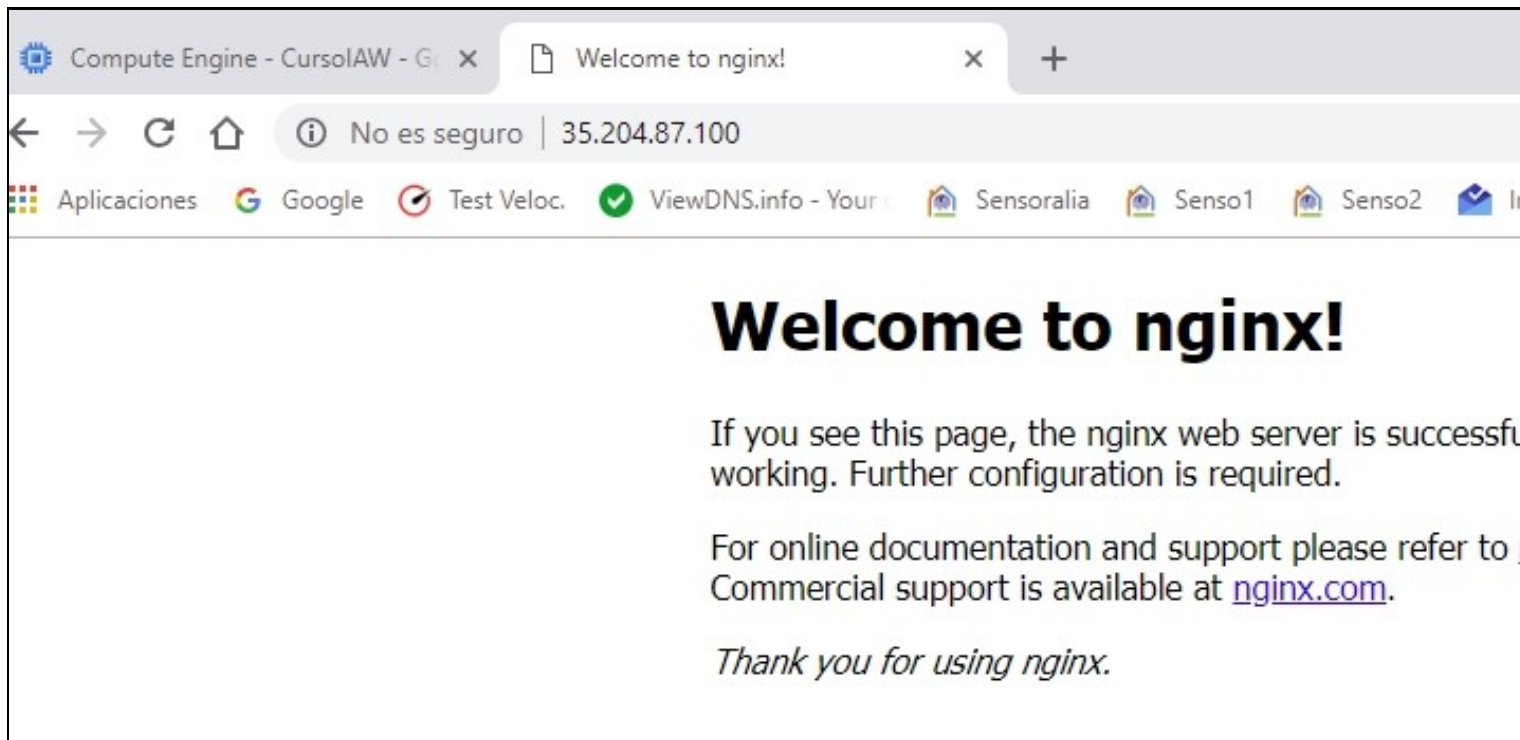 Compute Engine - CursoIAW - G
Welcome to nginx!
No es seguro | 35.204.87.100
Aplicaciones Google Test Veloc. ViewDNS.info - Your Sensoralia Senso1 Senso2
Welcome to nginx!
If you see this page, the nginx web server is successfu
working. Further configuration is required.
For online documentation and support please refer to
Commercial support is available at nginx.com.
Thank you for using nginx.